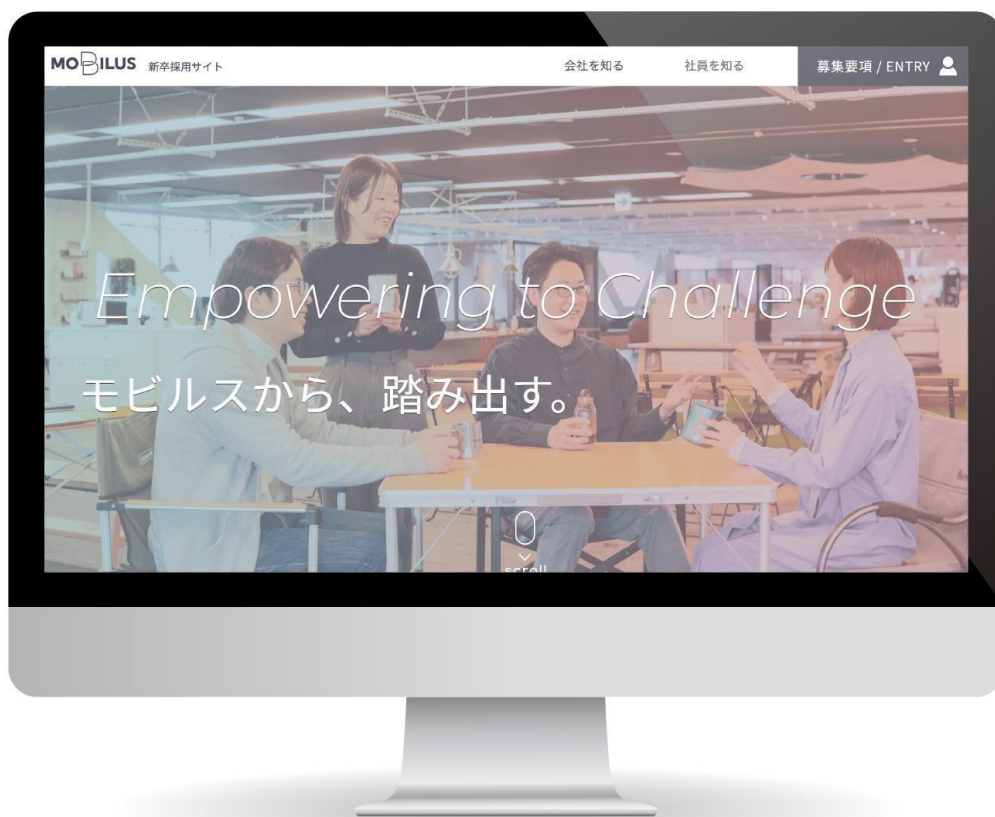 MOBILUS 新卒採用サイト
会社を知る
社員を知る
募集要項 / ENTRY
Empowering to Challenge
モビルスから、踏み出す。
scroll